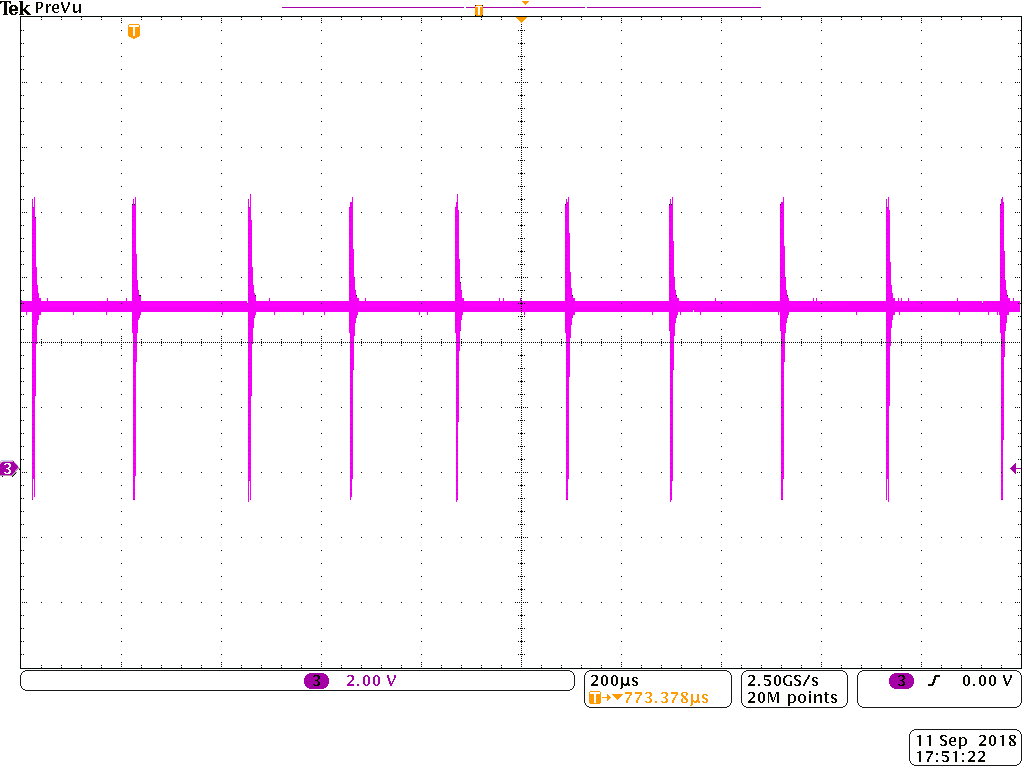 Tek PreVu
T
T
3
3 2.00 V
200µs
T→▼773.378µs
2.50GS/s
20M points
3 0.00 V
11 Sep 2018
17:51:22